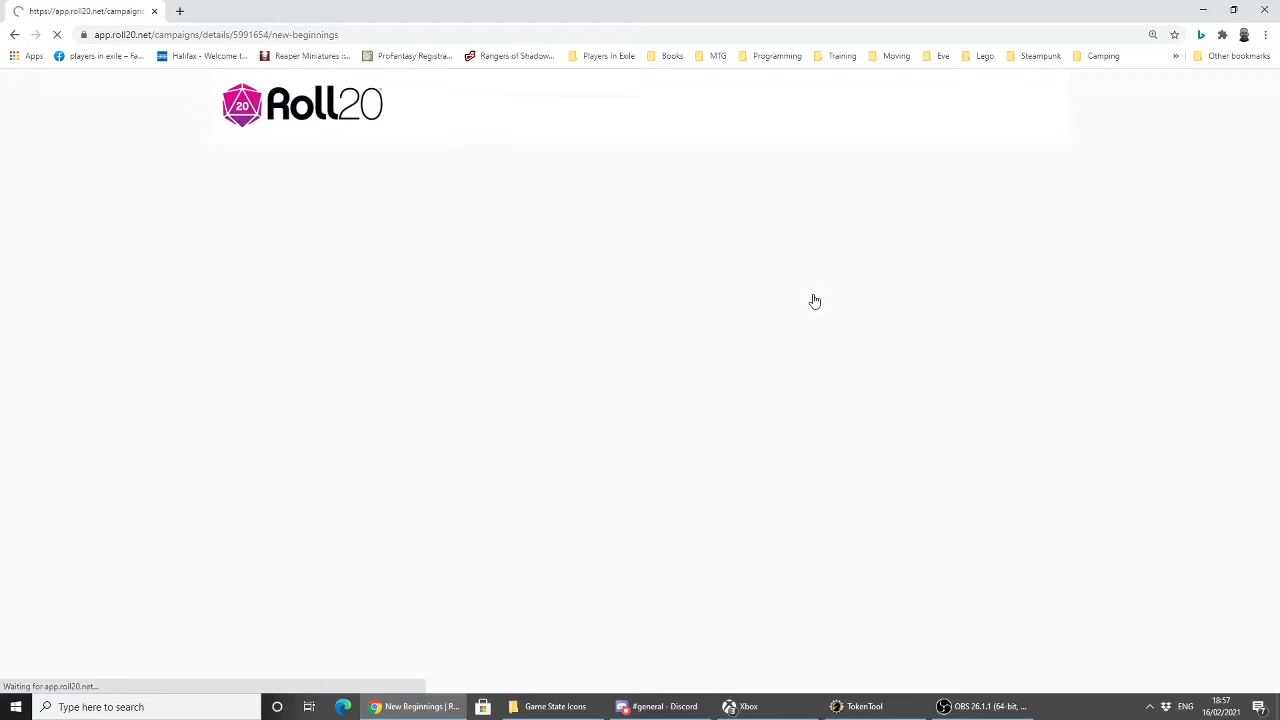 https://app.roll20.net/campaigns
app.roll20.net/campaigns/details/5991654/new-beginnings
Apps
players in exile – Fa...
Halifax - Welcome t...
Reaper Miniatures ::...
ProFantasy Registra...
Rangers of Shadow...
Players In Exile
Books
MTG
Programming
Training
Moving
Eve
Lego
Steampunk
Camping
»
Other bookmarks
20
Roll20
Waiting for app.roll20.net...
Type here to search
New Beginnings | R...
Game State Icons
#general - Discord
Xbox
TokenTool
OBS 26.1.1 (64-bit, ...
ENG
18:57
16/02/2021